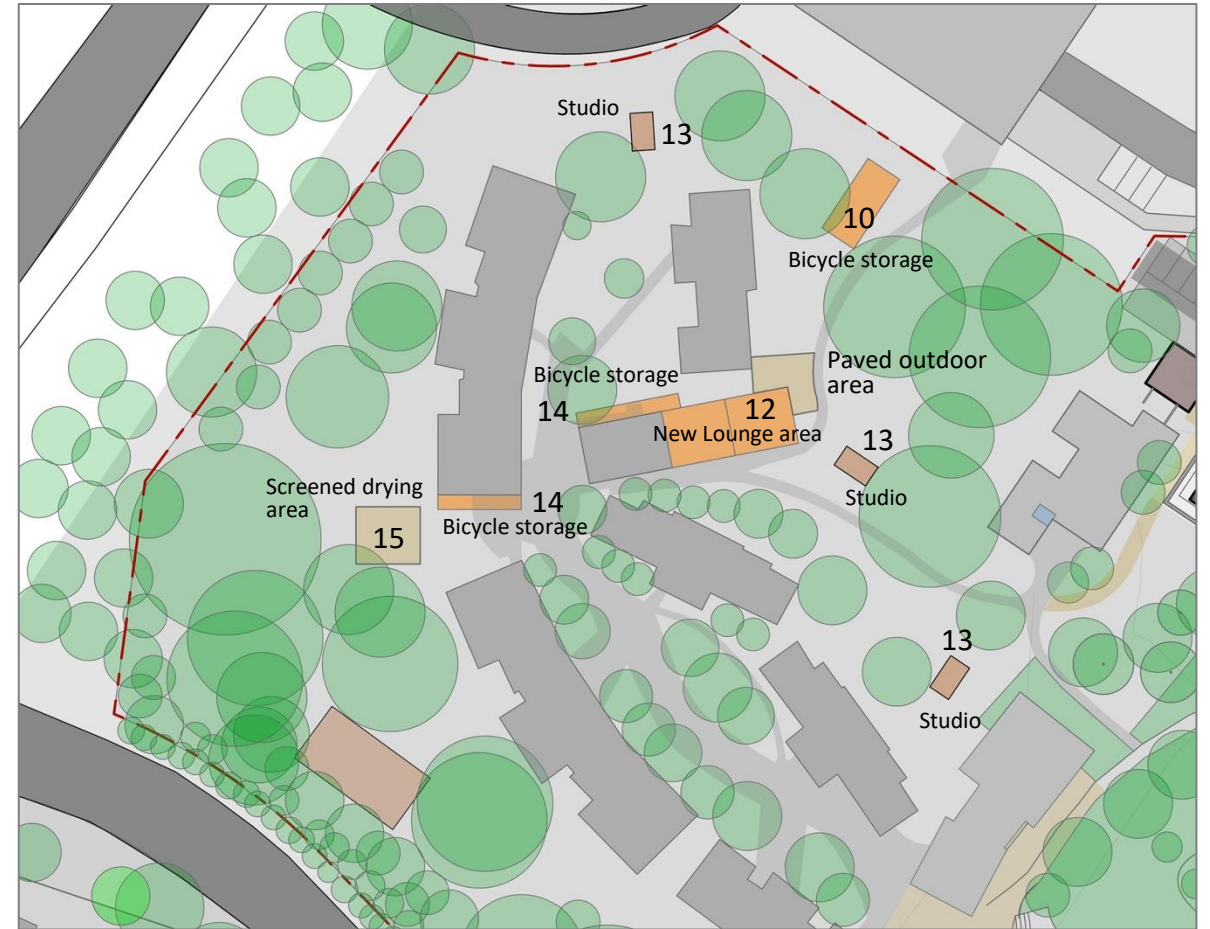 Studio
13
10
Bicycle storage
Paved outdoor
area
Bicycle storage
14
12
New Lounge area
13
Studio
Screened drying
area
15
14
Bicycle storage
13
Studio